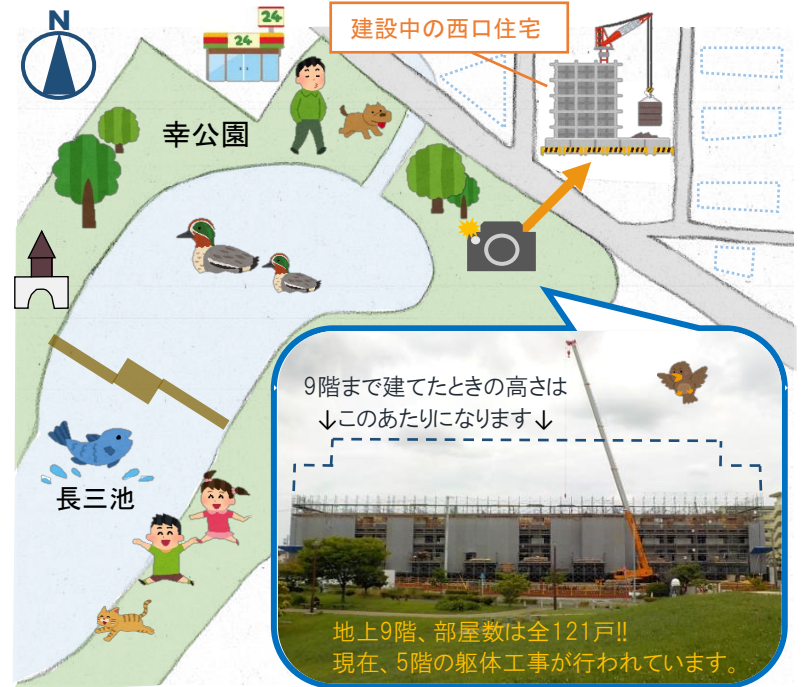 N
24
24
建設中の西口住宅
幸公園
長三池
9階まで建てたときの高さは
↓このあたりになります↓
地上9階、部屋数は全121戸!!
現在、5階の躯体工事が行われています。